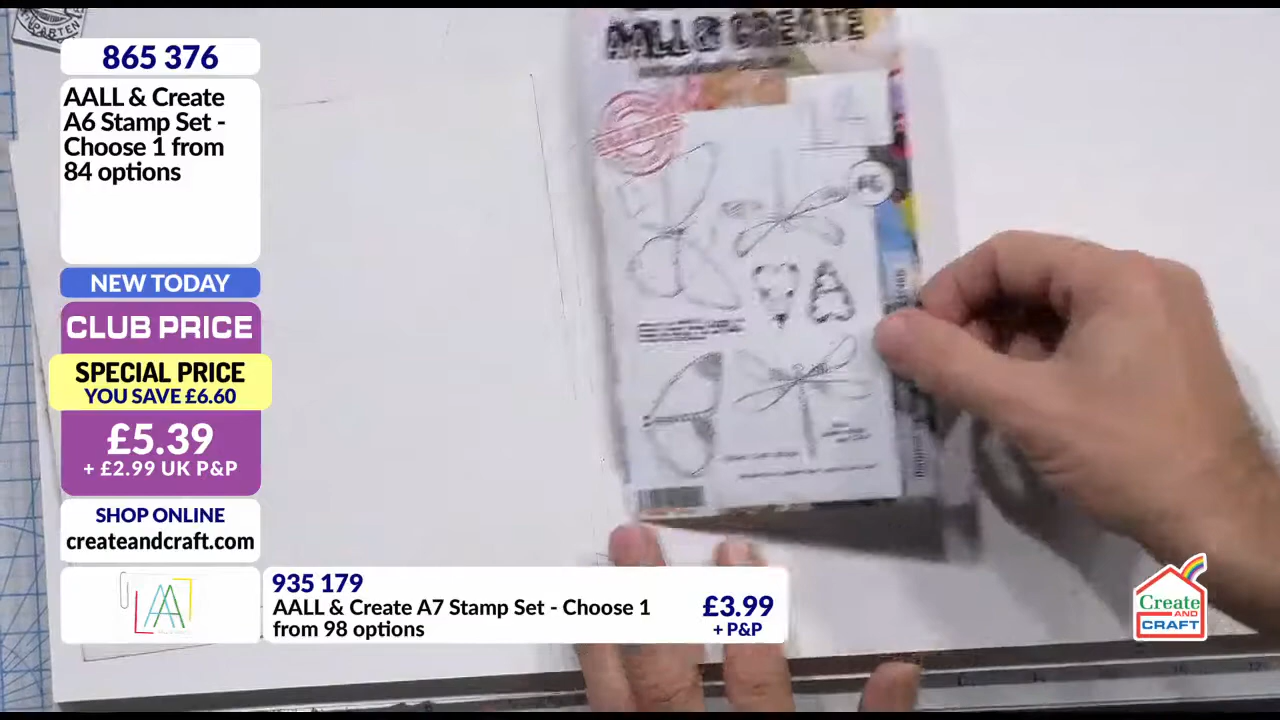 865 376
AALL & Create
A6 Stamp Set -
Choose 1 from
84 options
NEW TODAY
CLUB PRICE
SPECIAL PRICE
YOU SAVE £6.60
£5.39
+ £2.99 UK P&P
SHOP ONLINE
createandcraft.com
935 179
AALL & Create A7 Stamp Set - Choose 1
from 98 options
£3.99
+ P&P
AALL & CREATE
Create
AND
CRAFT